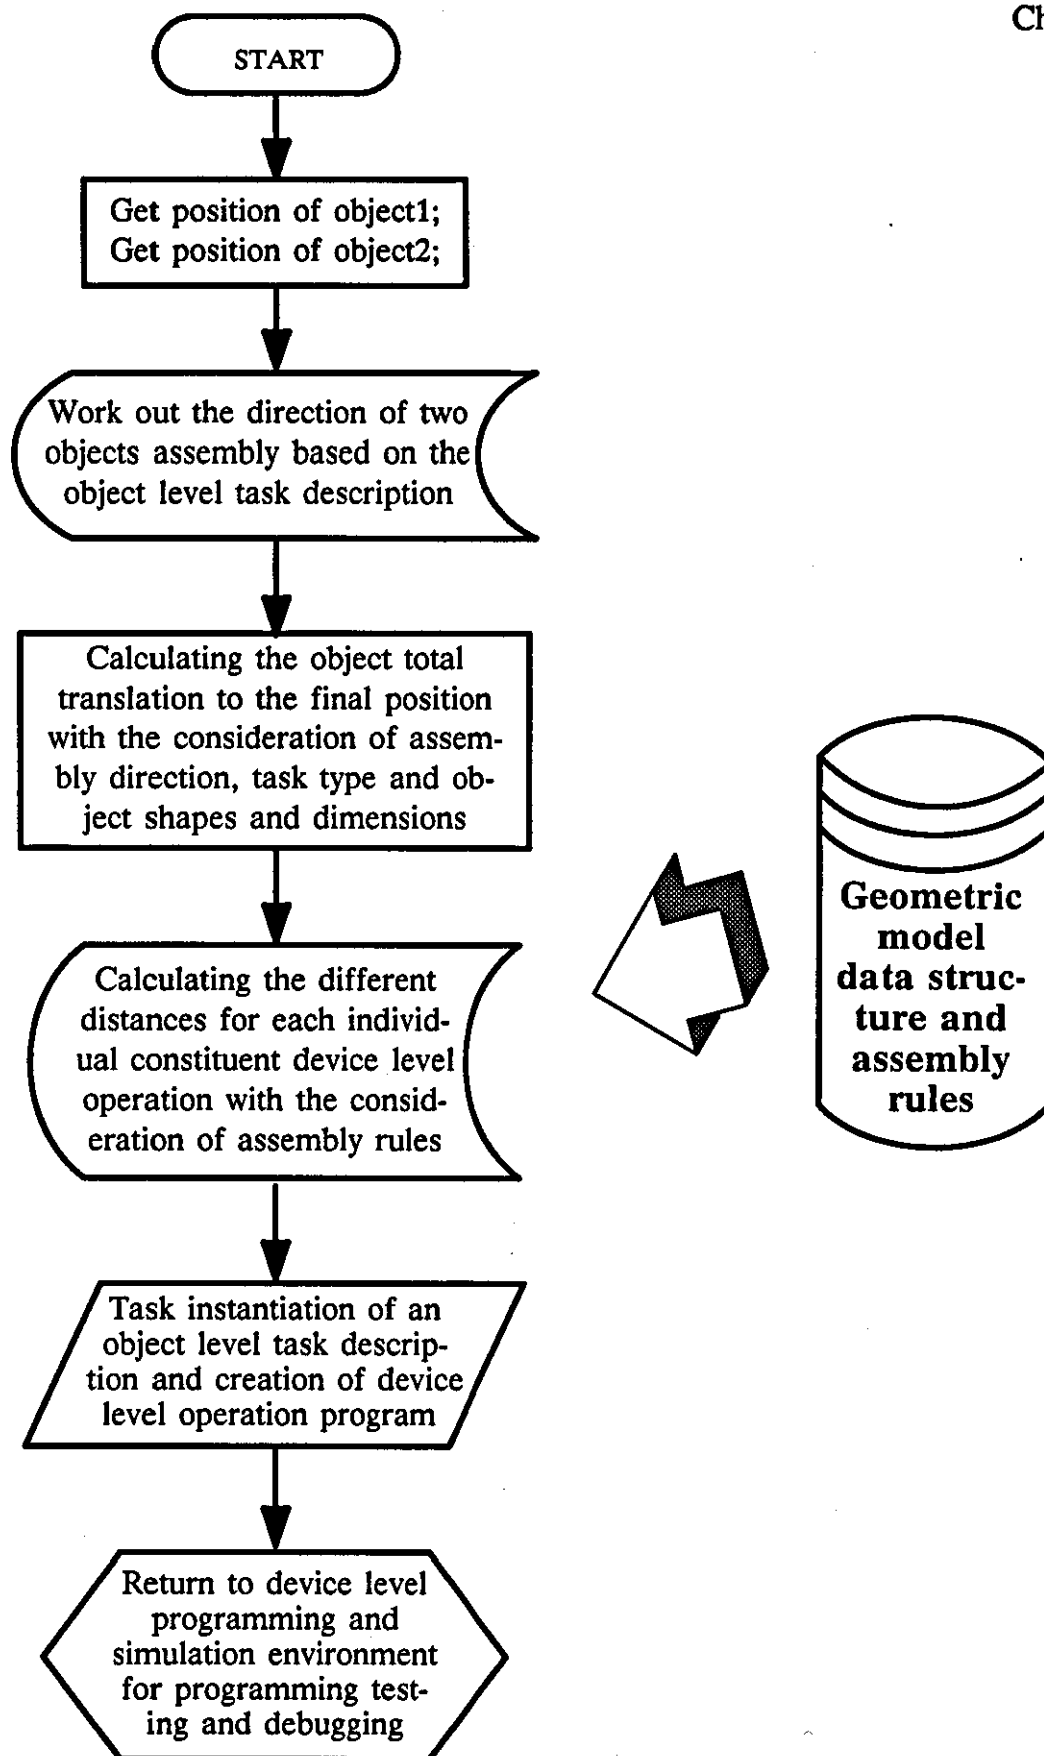 Ch
START
Get position of object1;
Get position of object2;
Work out the direction of two
objects assembly based on the
object level task description
Calculating the object total
translation to the final position
with the consideration of assem-
bly direction, task type and ob-
ject shapes and dimensions
Calculating the different
distances for each individ-
ual constituent device level
operation with the consid-
eration of assembly rules
Geometric
model
data struc-
ture and
assembly
rules
Task instantiation of an
object level task descrip-
tion and creation of device
level operation program
Return to device level
programming and
simulation environment
for programming test-
ing and debugging